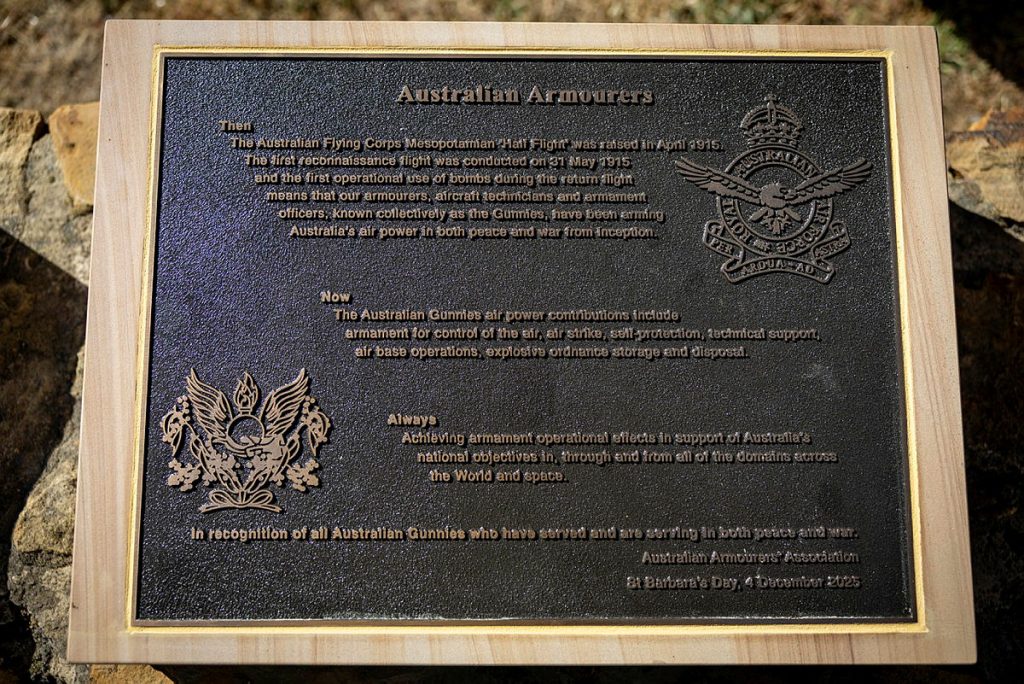 Australian Armourers
Then
The Australian Flying Corps Mesopotamian 'Half Flight' was raised in April 1915.
The first reconnaissance flight was conducted on 31 May 1915
and the first operational use of bombs during the return flight
means that our armourers, aircraft technicians and armament
officers, known collectively as the Gunnies, have been arming
Australia's air power in both peace and war from inception.
AUSTRALIAN
ROYAL AIR FORCE
PER ARDUA AD ASTRA
Now
The Australian Gunnies air power contributions include
armament for control of the air, air strike, self-protection, technical support,
air base operations, explosive ordnance storage and disposal.
Always
Achieving armament operational effects in support of Australia's
national objectives in, through and from all of the domains across
the World and space.
In recognition of all Australian Gunnies who have served and are serving in both peace and war.
Australian Armourers' Association
St Barbara's Day, 4 December 2025